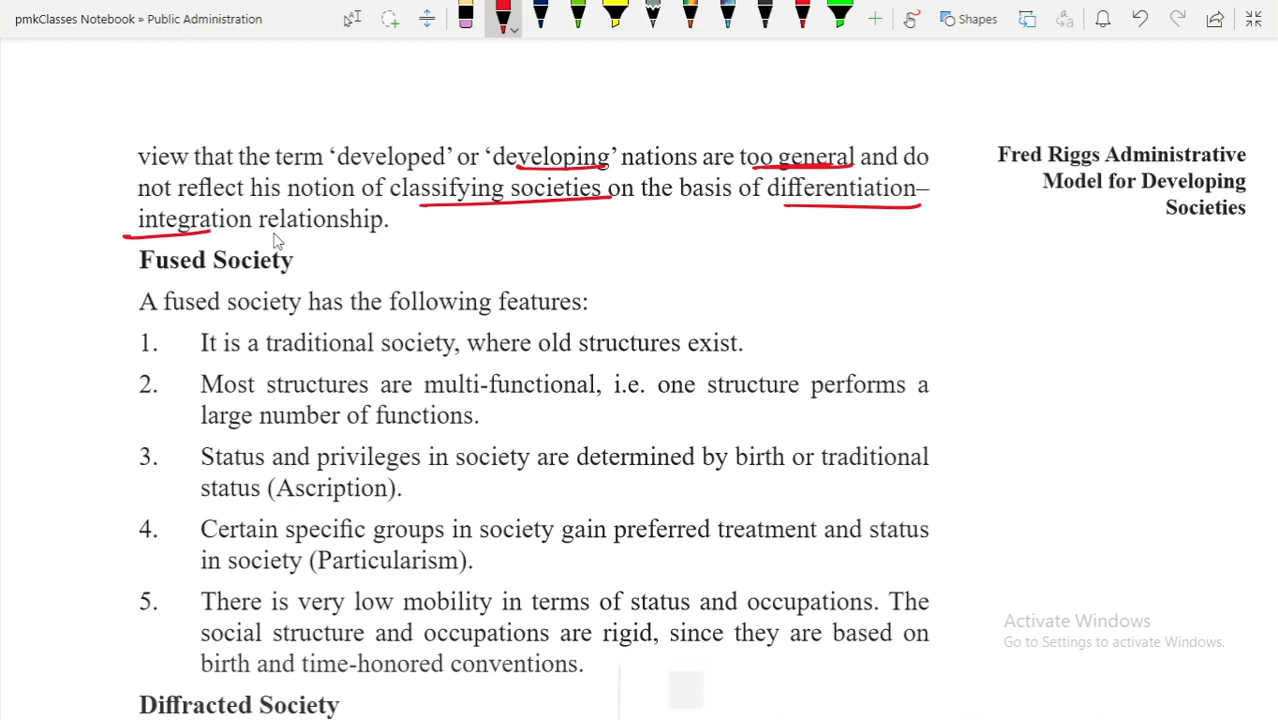 pmkClasses Notebook » Public Administration
Shapes
view that the term ‘developed’ or ‘developing’ nations are too general and do
not reflect his notion of classifying societies on the basis of differentiation–
integration relationship.
Fred Riggs Administrative
Model for Developing
Societies
Fused Society
A fused society has the following features:
1. It is a traditional society, where old structures exist.
2. Most structures are multi-functional, i.e. one structure performs a
large number of functions.
3. Status and privileges in society are determined by birth or traditional
status (Ascription).
4. Certain specific groups in society gain preferred treatment and status
in society (Particularism).
5. There is very low mobility in terms of status and occupations. The
social structure and occupations are rigid, since they are based on
birth and time-honored conventions.
Activate Windows
Go to Settings to activate Windows.
Diffracted Society